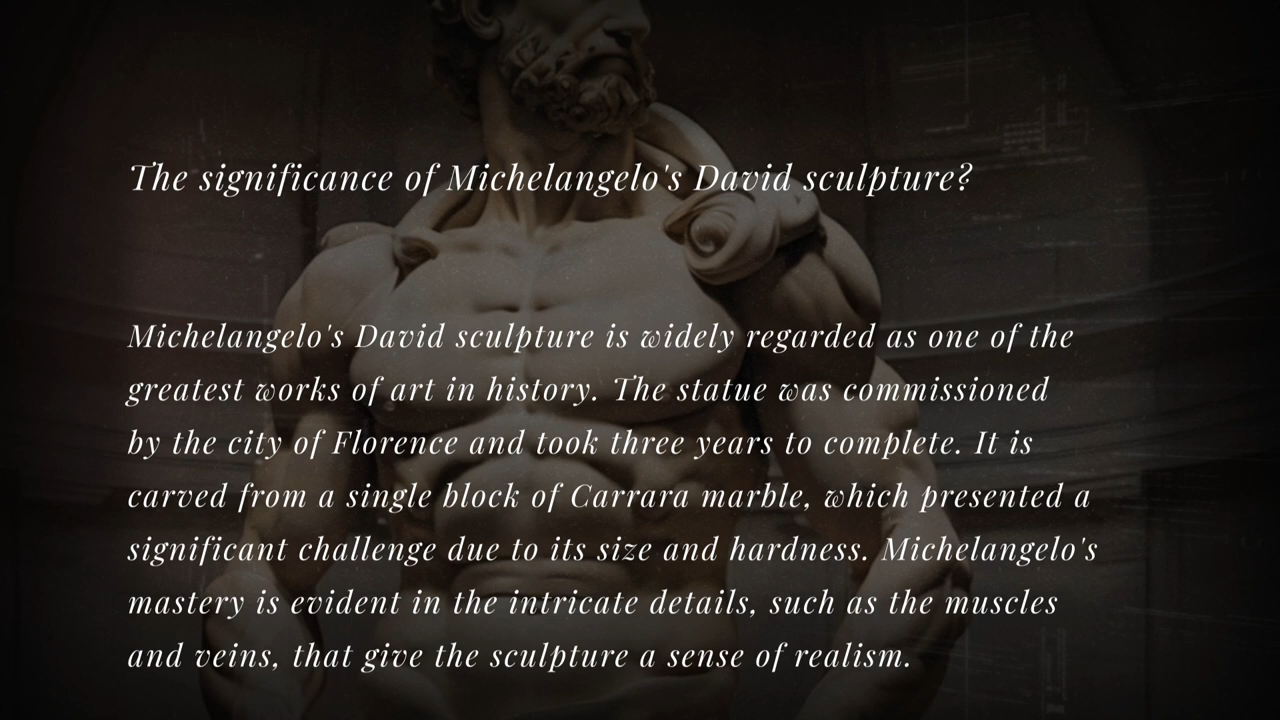 The significance of Michelangelo's David sculpture?
Michelangelo's David sculpture is widely regarded as one of the
greatest works of art in history. The statue was commissioned
by the city of Florence and took three years to complete. It is
carved from a single block of Carrara marble, which presented a
significant challenge due to its size and hardness. Michelangelo's
mastery is evident in the intricate details, such as the muscles
and veins, that give the sculpture a sense of realism.